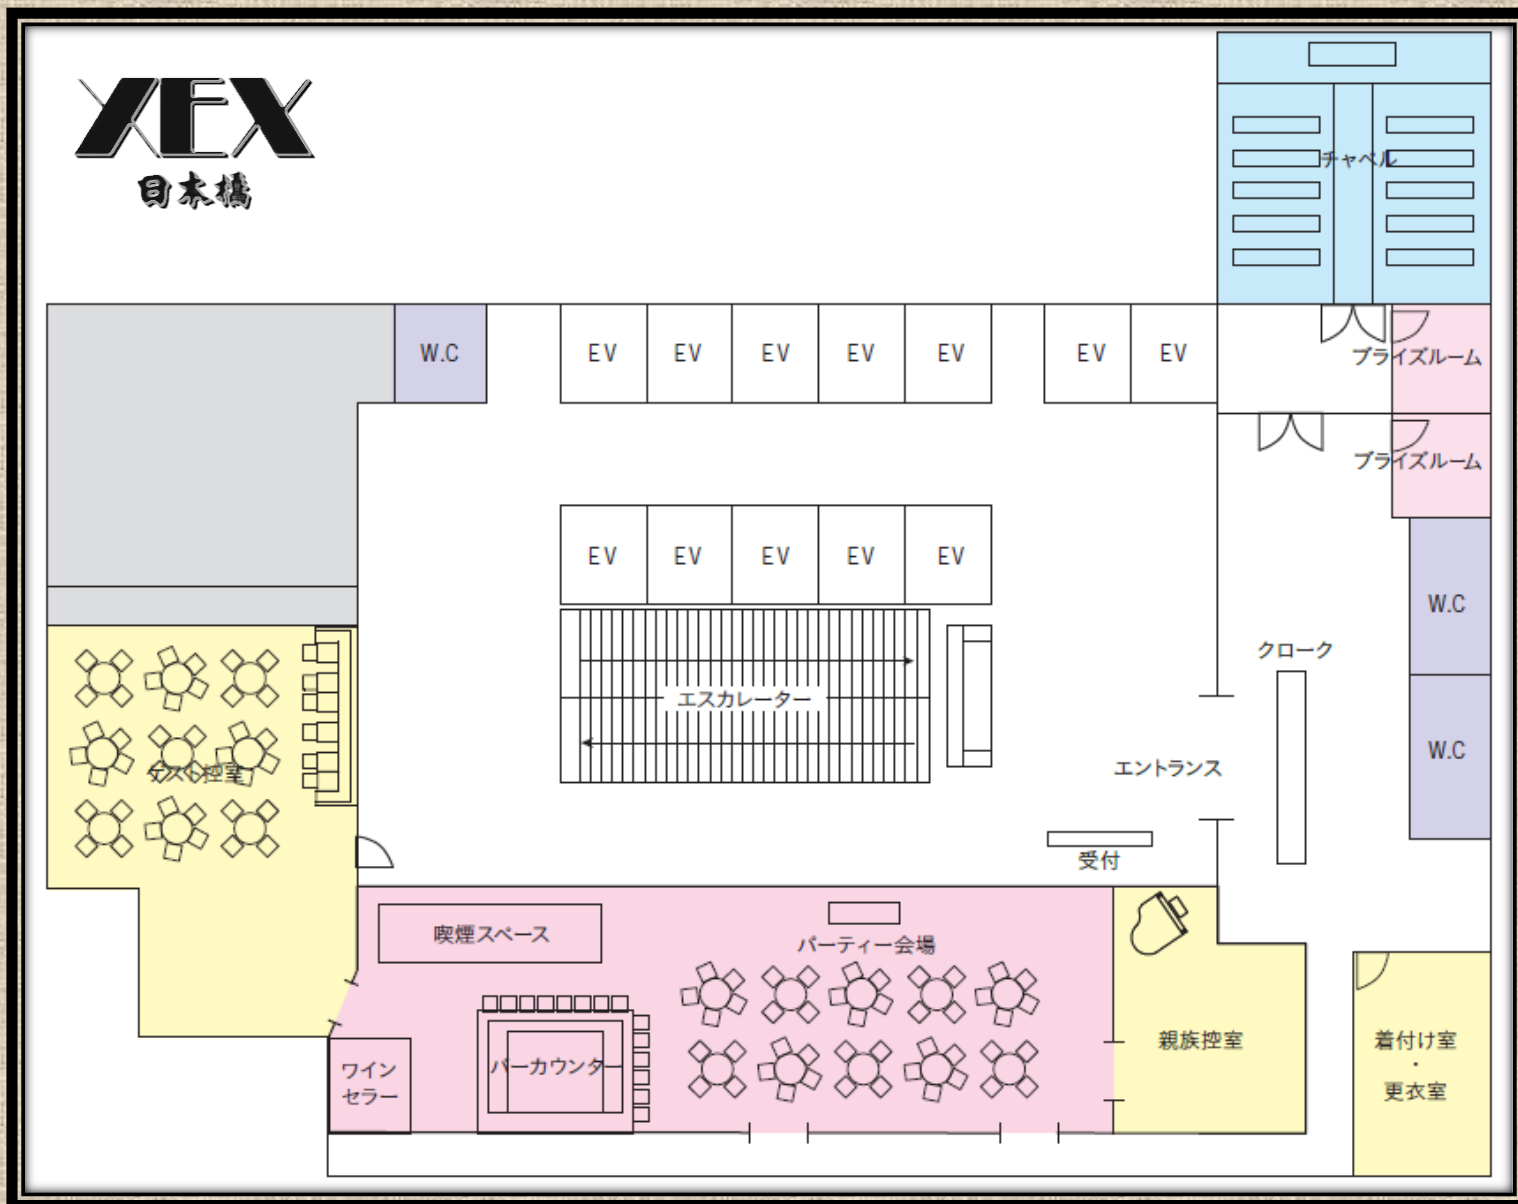 XEX
日本橋
チャペル
W.C
EV
EV
EV
EV
EV
EV
EV
ブライズルーム
ブライズルーム
EV
EV
EV
EV
EV
W.C
クローク
エスカレーター
W.C
エントランス
ゲスト控室
受付
喫煙スペース
パーティー会場
親族控室
着付け室
・
更衣室
バーカウンター
ワイン
セラー